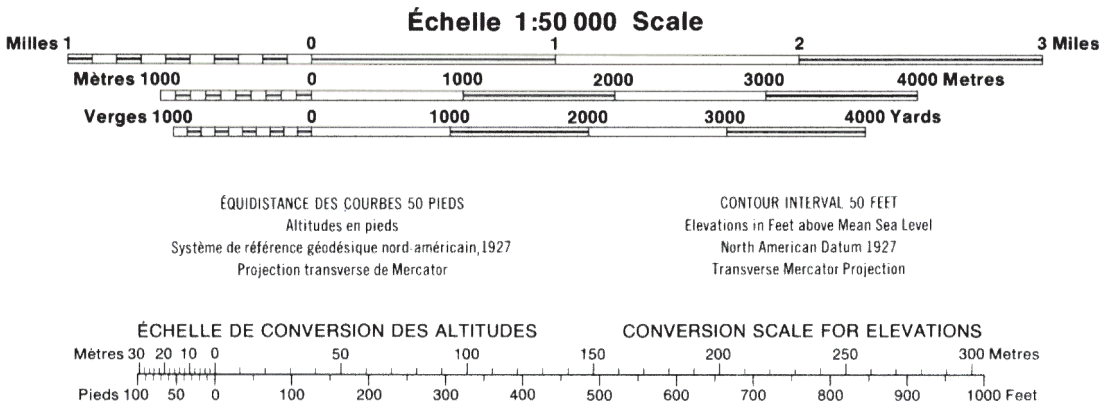 Échelle 1:50 000 Scale
Milles 1 0 1 2 3 Miles
Mètres 1000 0 1000 2000 3000 4000 Metres
Verges 1000 0 1000 2000 3000 4000 Yards
ÉQUIDISTANCE DES COURBES 50 PIEDS
Altitudes en pieds
Système de référence géodésique nord-américain, 1927
Projection transverse de Mercator
CONTOUR INTERVAL 50 FEET
Elevations in Feet above Mean Sea Level
North American Datum 1927
Transverse Mercator Projection
ÉCHELLE DE CONVERSION DES ALTITUDES CONVERSION SCALE FOR ELEVATIONS
Mètres 30 20 10 0 50 100 150 200 250 300 Metres
Pieds 100 50 0 100 200 300 400 500 600 700 800 900 1000 Feet